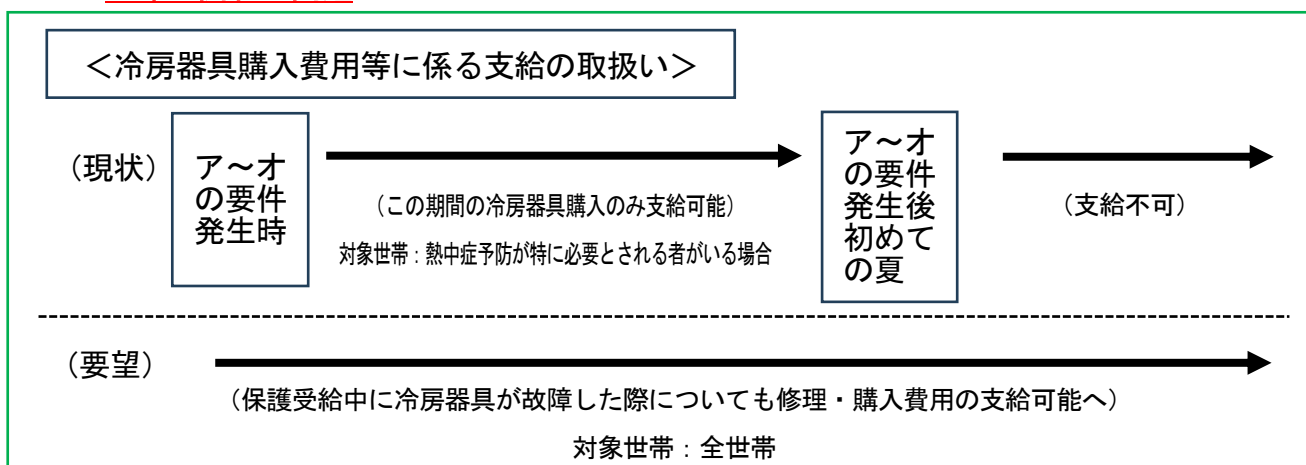 ＜冷房器具購入費用等に係る支給の取扱い＞
（現状）
ア～オ
の要件
発生時
（この期間の冷房器具購入のみ支給可能）
対象世帯：熱中症予防が特に必要とされる者がいる場合
ア～オ
の要件
発生後
初めて
の夏
（支給不可）
（要望）
（保護受給中に冷房器具が故障した際についても修理・購入費用の支給可能へ）
対象世帯：全世帯